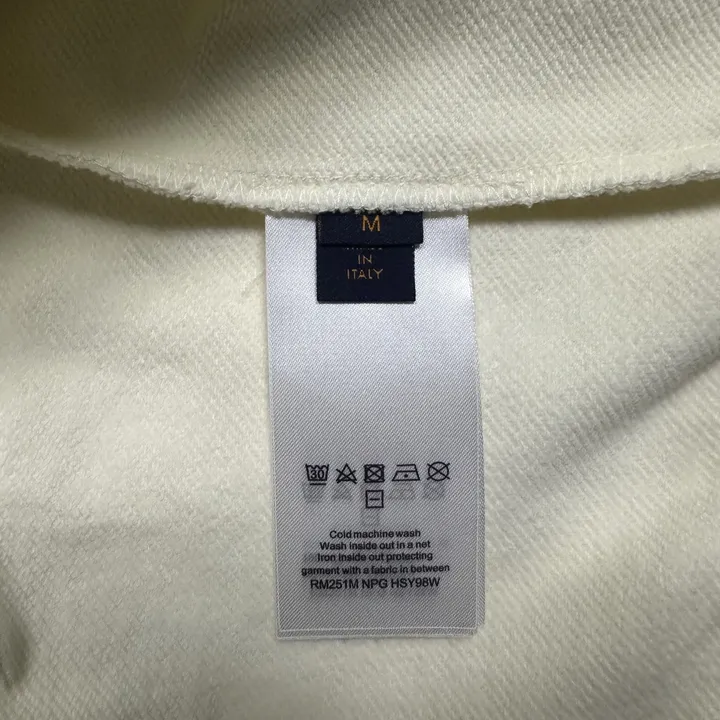 M
IN
ITALY
30
Cold machine wash
Wash inside out in a net
Iron inside out protecting
garment with a fabric in between
RM251M NPG HSY98W